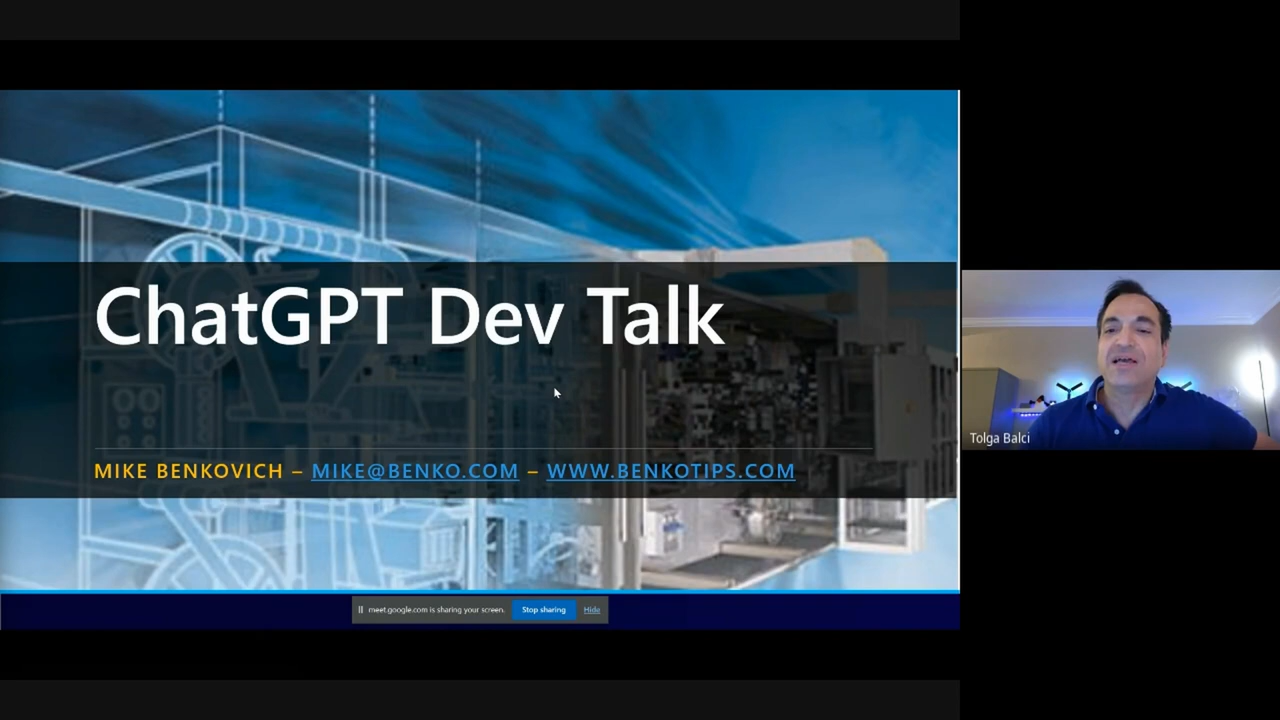 ChatGPT Dev Talk
MIKE BENKOVICH – MIKE@BENKO.COM – WWW.BENKOTIPS.COM
meet.google.com is sharing your screen. Stop sharing Hide
Tolga Balci